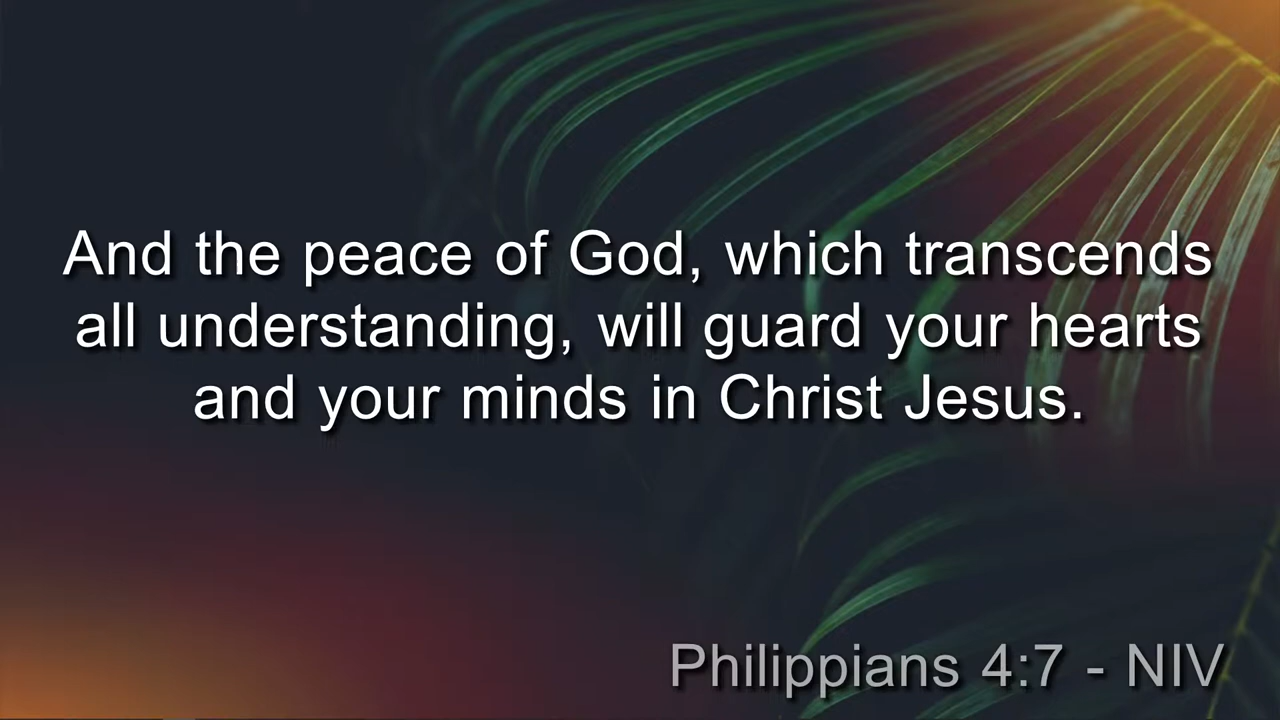 And the peace of God, which transcends
all understanding, will guard your hearts
and your minds in Christ Jesus.
Philippians 4:7 - NIV